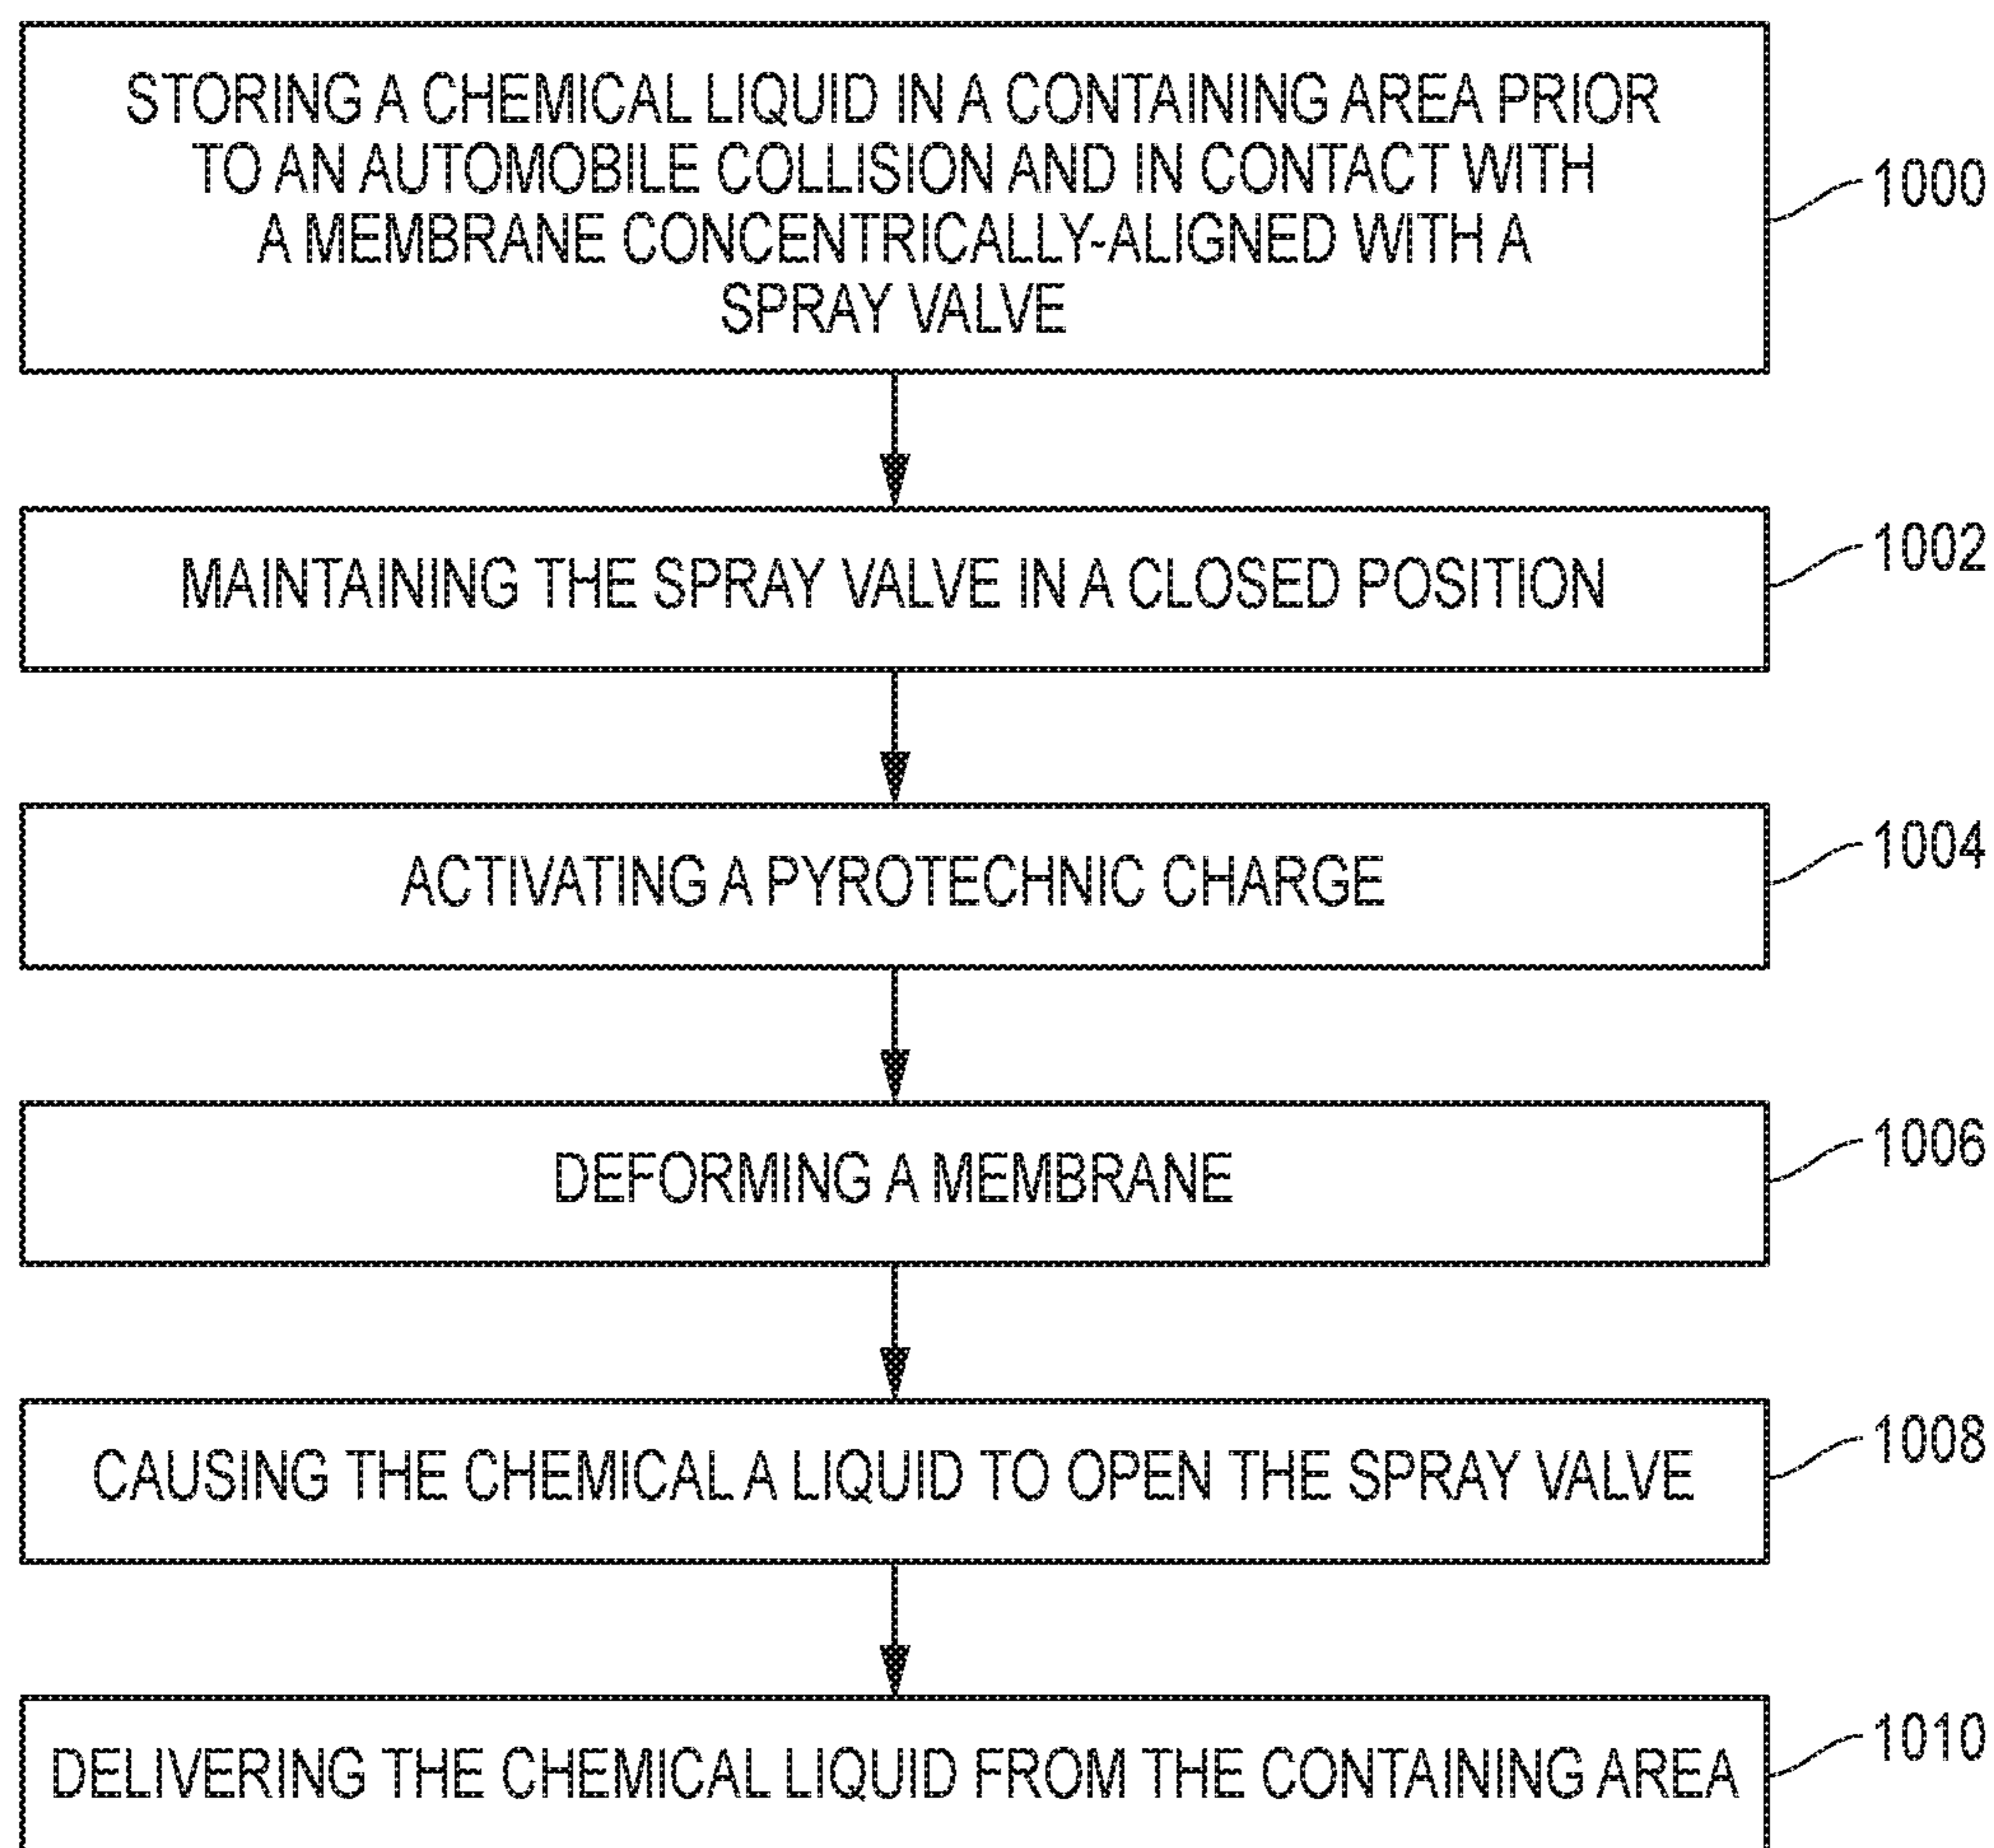 STORING A CHEMICAL LIQUID IN A CONTAINING AREA PRIOR
TO AN AUTOMOBILE COLLISION AND IN CONTACT WITH
A MEMBRANE CONCENTRICALLY-ALIGNED WITH A
SPRAY VALVE
1000
MAINTAINING THE SPRAY VALVE IN A CLOSED POSITION
1002
ACTIVATING A PYROTECHNIC CHARGE
1004
DEFORMING A MEMBRANE
1006
CAUSING THE CHEMICAL A LIQUID TO OPEN THE SPRAY VALVE
1008
DELIVERING THE CHEMICAL LIQUID FROM THE CONTAINING AREA
1010